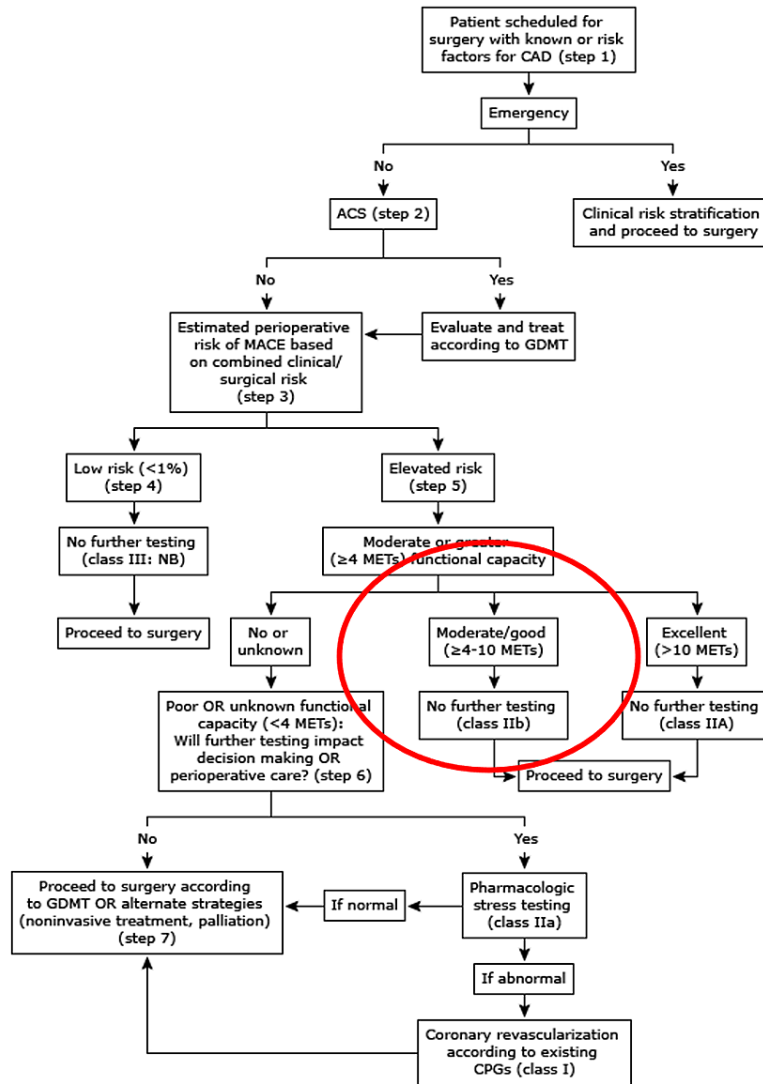 Patient scheduled for
surgery with known or risk
factors for CAD (step 1)
Emergency
No
Yes
ACS (step 2)
Clinical risk stratification
and proceed to surgery
No
Yes
Estimated perioperative
risk of MACE based
on combined clinical/
surgical risk
(step 3)
Evaluate and treat
according to GDMT
Low risk (<1%)
(step 4)
Elevated risk
(step 5)
No further testing
(class III: NB)
Moderate or greater
(≥4 METs) functional capacity
Proceed to surgery
No or
unknown
Moderate/good
(≥4-10 METs)
Excellent
(>10 METs)
Poor OR unknown functional
capacity (<4 METs):
Will further testing impact
decision making OR
perioperative care? (step 6)
No further testing
(class IIb)
No further testing
(class IIA)
Proceed to surgery
No
Yes
Proceed to surgery according
to GDMT OR alternate strategies
(noninvasive treatment, palliation)
(step 7)
If normal
Pharmacologic
stress testing
(class IIa)
If abnormal
Coronary revascularization
according to existing
CPGs (class I)